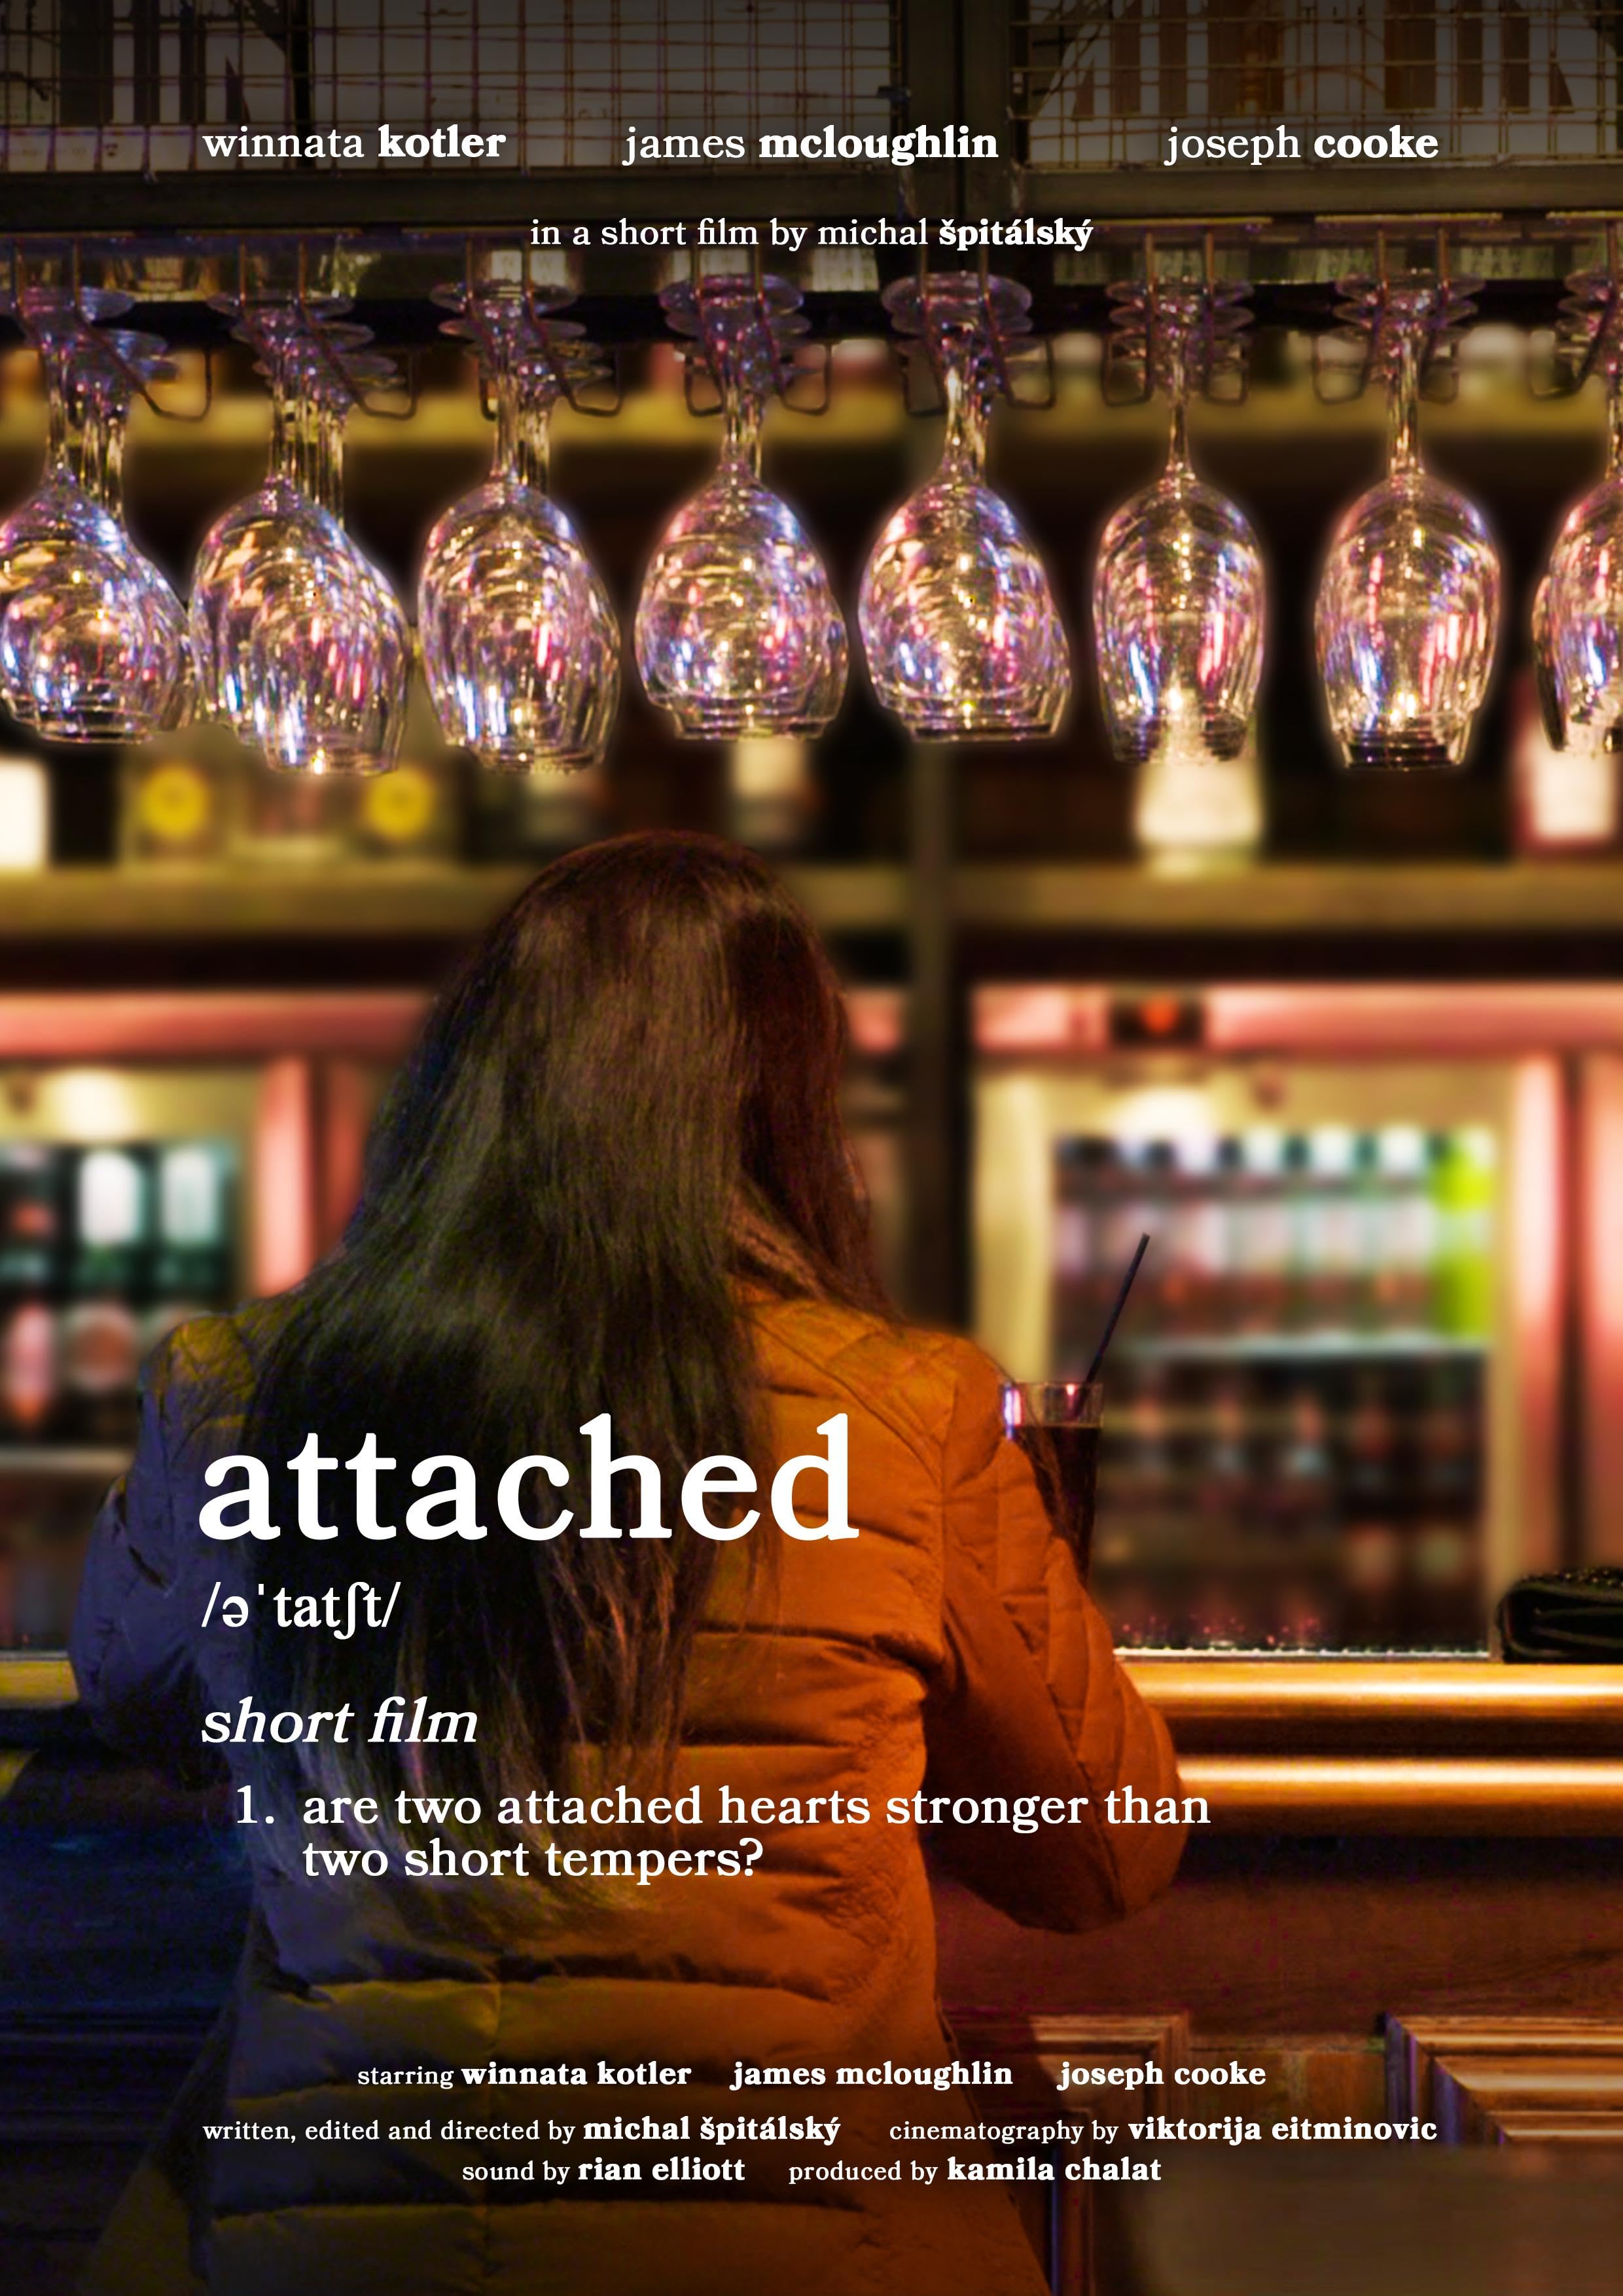 winnata kotler james mcloughlin joseph cooke
in a short film by michal špitálský
attached
/əˈtatʃt/
short film
1. are two attached hearts stronger than
two short tempers?
starring winnata kotler james mcloughlin joseph cooke
written, edited and directed by michal špitálský cinematography by viktorija eitminovic
sound by rian elliott produced by kamila chalat